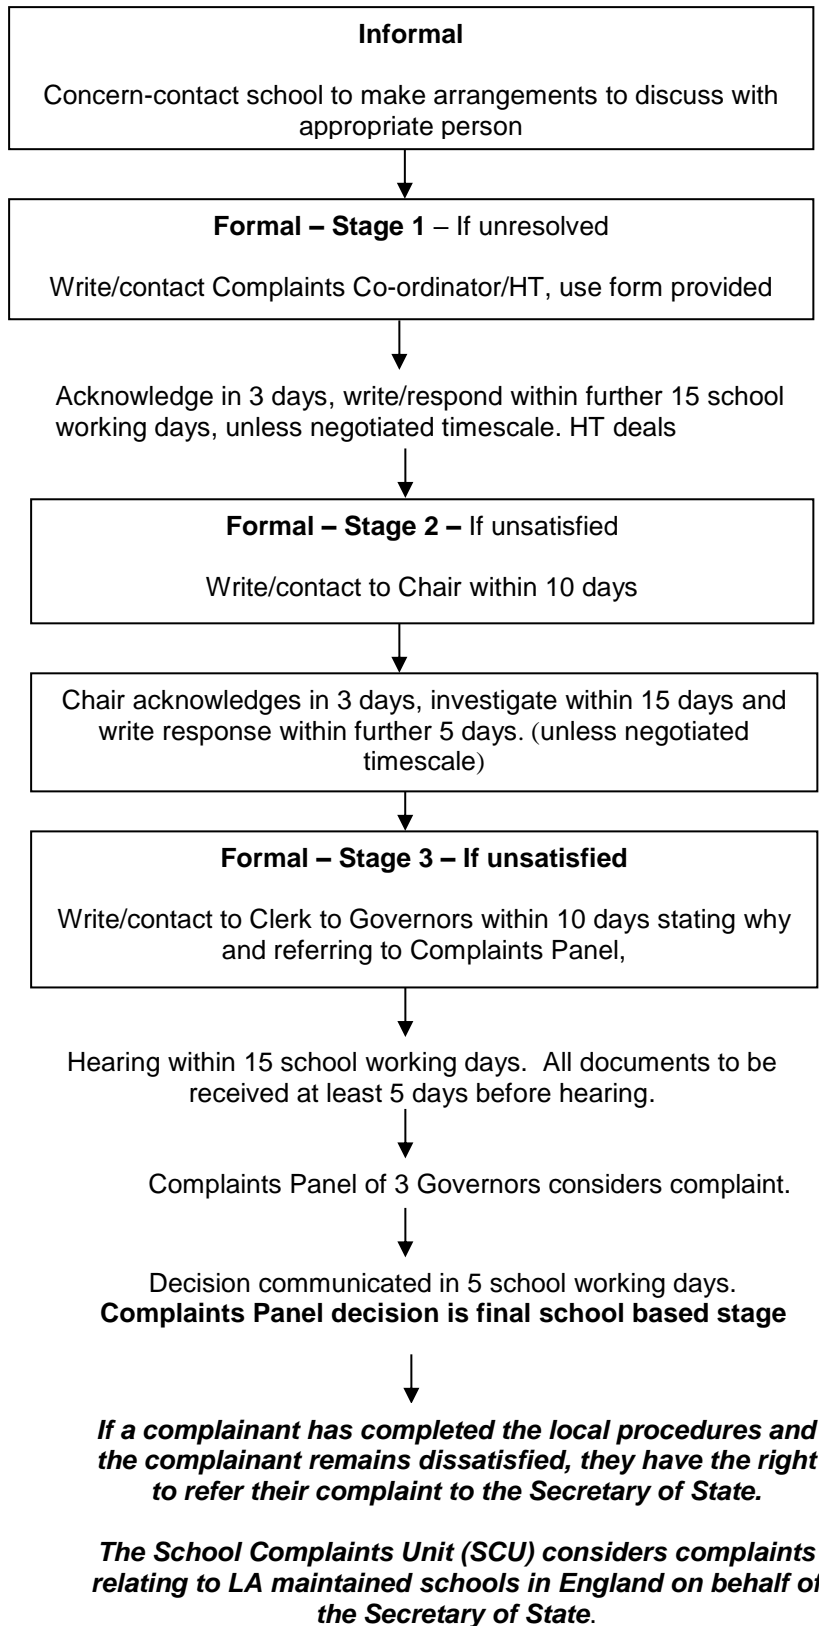 Informal
Concern-contact school to make arrangements to discuss with
appropriate person
Formal – Stage 1 – If unresolved
Write/contact Complaints Co-ordinator/HT, use form provided
Acknowledge in 3 days, write/respond within further 15 school
working days, unless negotiated timescale. HT deals
Formal – Stage 2 – If unsatisfied
Write/contact to Chair within 10 days
Chair acknowledges in 3 days, investigate within 15 days and
write response within further 5 days. (unless negotiated
timescale)
Formal – Stage 3 – If unsatisfied
Write/contact to Clerk to Governors within 10 days stating why
and referring to Complaints Panel,
Hearing within 15 school working days.  All documents to be
received at least 5 days before hearing.
Complaints Panel of 3 Governors considers complaint.
Decision communicated in 5 school working days.
Complaints Panel decision is final school based stage
If a complainant has completed the local procedures and
the complainant remains dissatisfied, they have the right
to refer their complaint to the Secretary of State.
The School Complaints Unit (SCU) considers complaints
relating to LA maintained schools in England on behalf of
the Secretary of State.